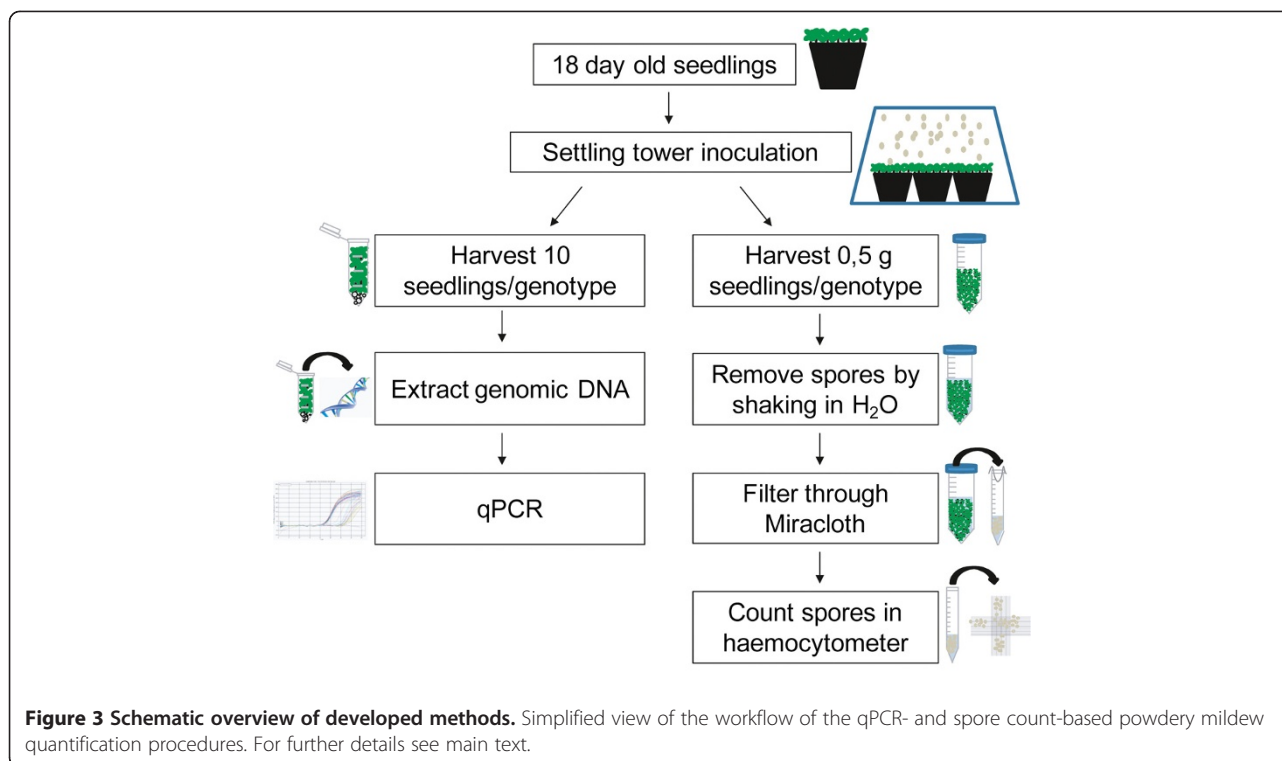 18 day old seedlings
Settling tower inoculation
Harvest 10
seedlings/genotype
Harvest 0,5 g
seedlings/genotype
Extract genomic DNA
Remove spores by
shaking in H₂O
qPCR
Filter through
Miracloth
Count spores in
haemocytometer
Figure 3 Schematic overview of developed methods. Simplified view of the workflow of the qPCR- and spore count-based powdery mildew
quantification procedures. For further details see main text.